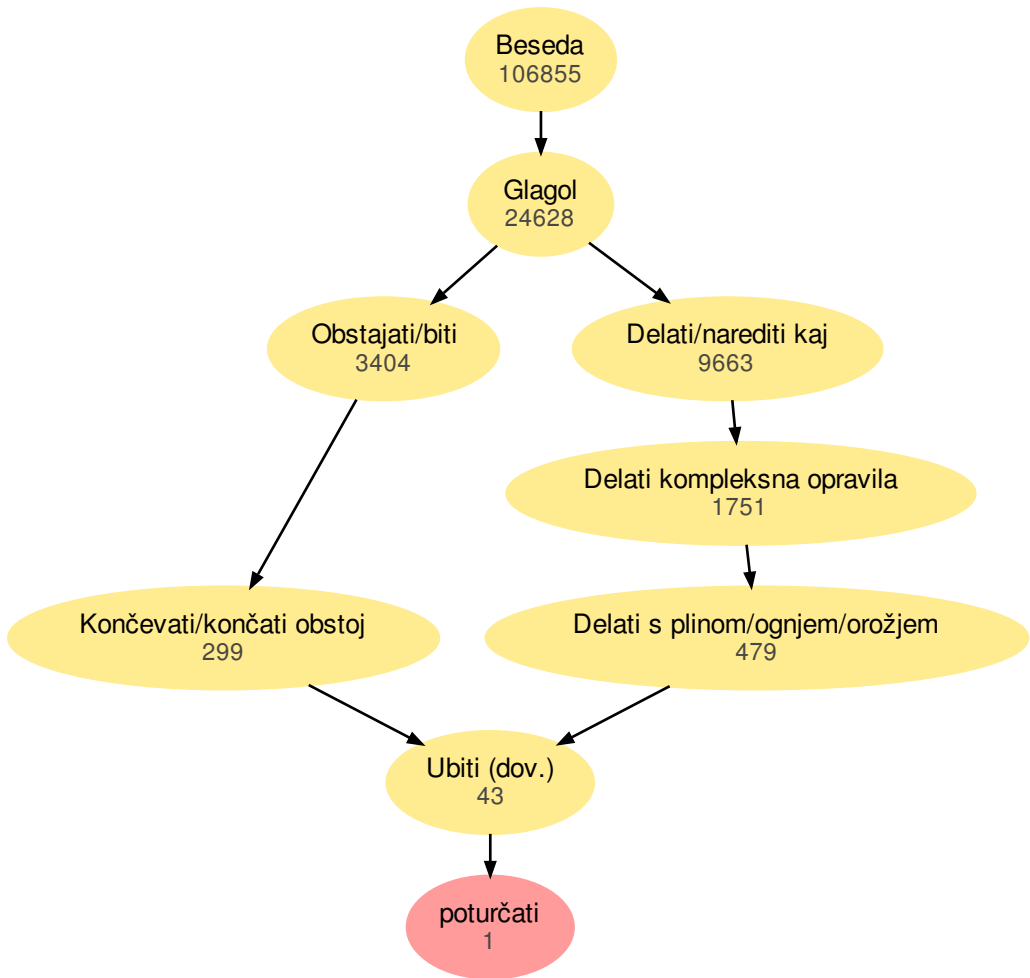 Beseda
106855
Glagol
24628
Obstajati/biti
3404
Delati/narediti kaj
9663
Delati kompleksna opravila
1751
Končevati/končati obstoj
299
Delati s plinom/ognjem/orožjem
479
Ubiti (dov.)
43
poturčati
1